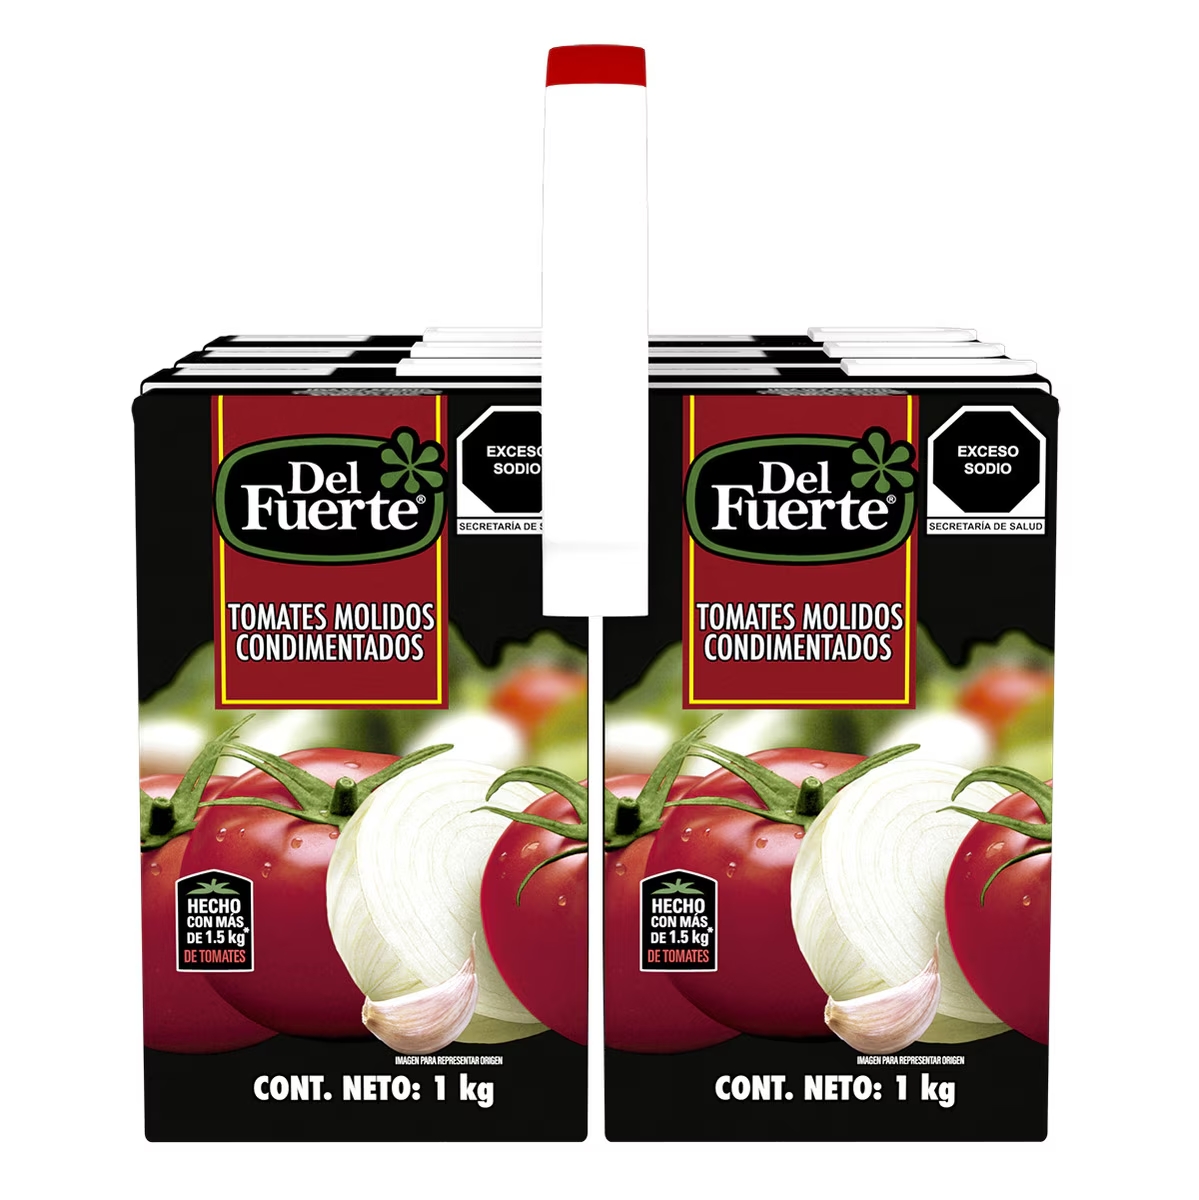 Del
Fuerte®
EXCESO
SODIO
SECRETARÍA DE S
TOMATES MOLIDOS
CONDIMENTADOS
HECHO
CON MÁS
DE 1.5 kg*
DE TOMATES
IMAGEN PARA REPRESENTAR ORIGEN
CONT. NETO: 1 kg
Del
Fuerte®
EXCESO
SODIO
SECRETARÍA DE SALUD
TOMATES MOLIDOS
CONDIMENTADOS
HECHO
CON MÁS
DE 1.5 kg*
DE TOMATES
IMAGEN PARA REPRESENTAR ORIGEN
CONT. NETO: 1 kg